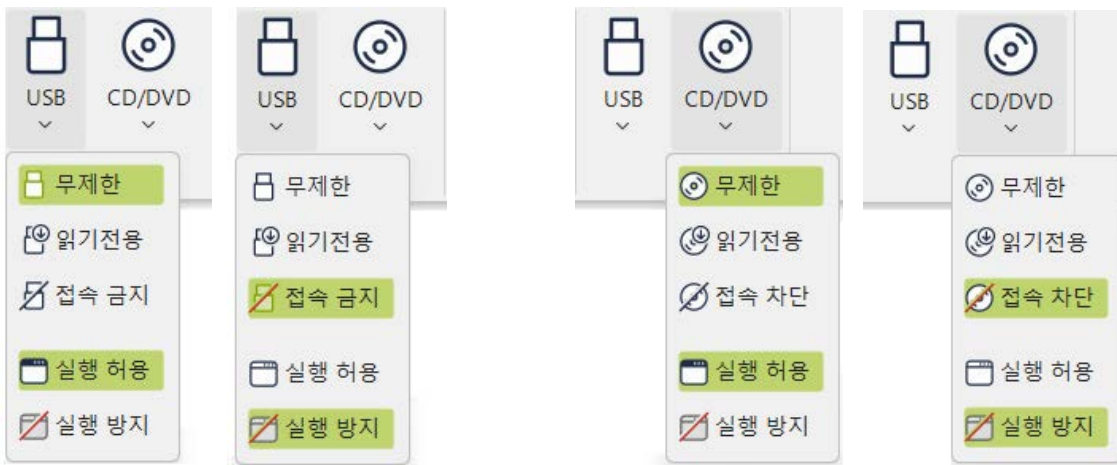 USB CD/DVD
무제한
읽기전용
접속 금지
실행 허용
실행 방지
USB CD/DVD
무제한
읽기전용
접속 금지
실행 허용
실행 방지
USB CD/DVD
무제한
읽기전용
접속 차단
실행 허용
실행 방지
USB CD/DVD
무제한
읽기전용
접속 차단
실행 허용
실행 방지